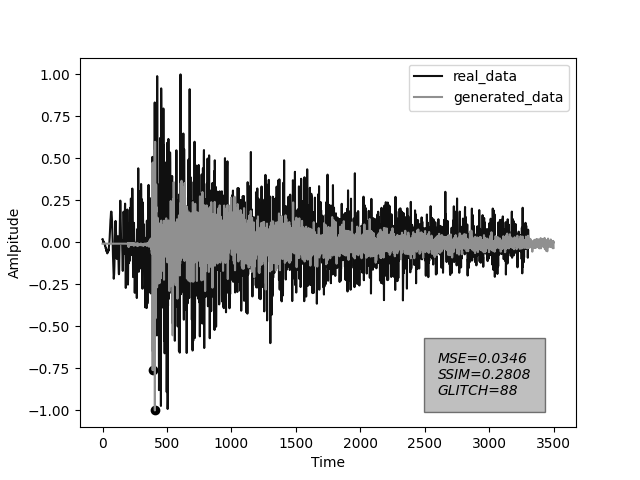 real_data
generated_data
1.00
0.75
0.50
0.25
0.00
−0.25
−0.50
−0.75
−1.00
Amlpitude
MSE=0.0346
SSIM=0.2808
GLITCH=88
0 500 1000 1500 2000 2500 3000 3500
Time